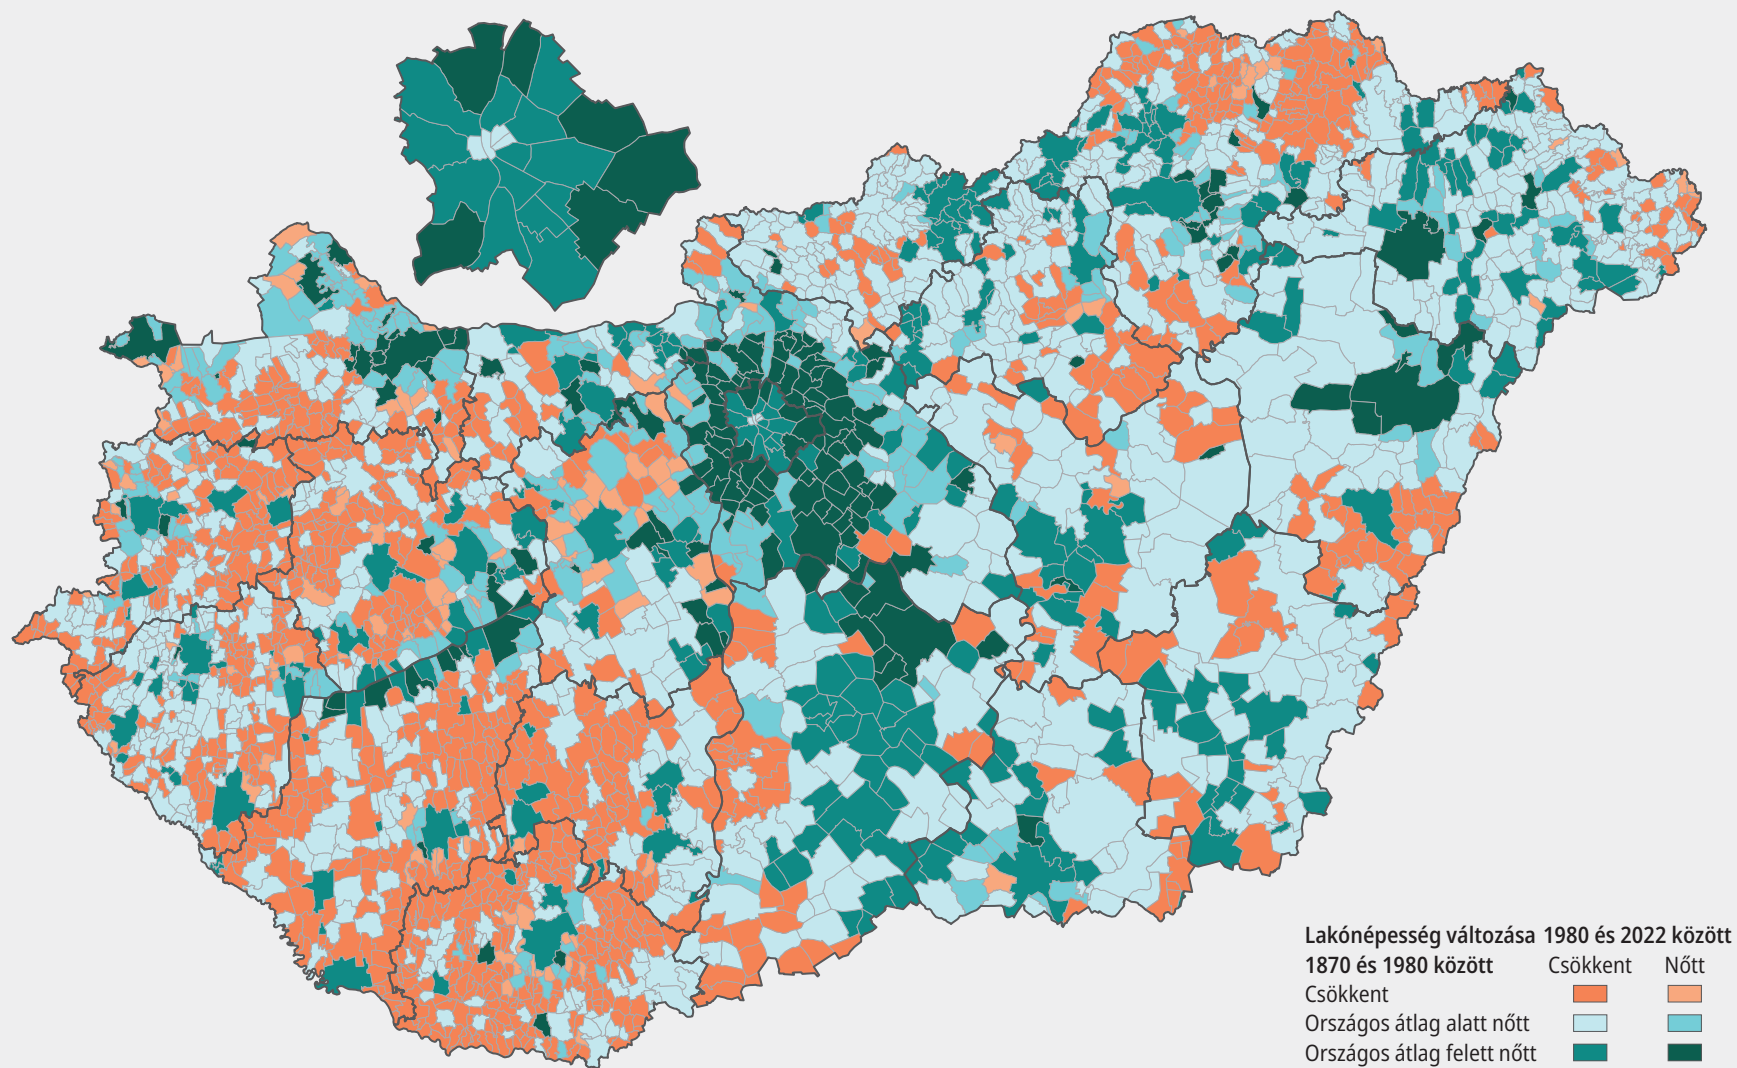 Lakónépesség változása 1980 és 2022 között
1870 és 1980 között Csökkent Nőtt
Csökkent
Országos átlag alatt nőtt
Országos átlag felett nőtt